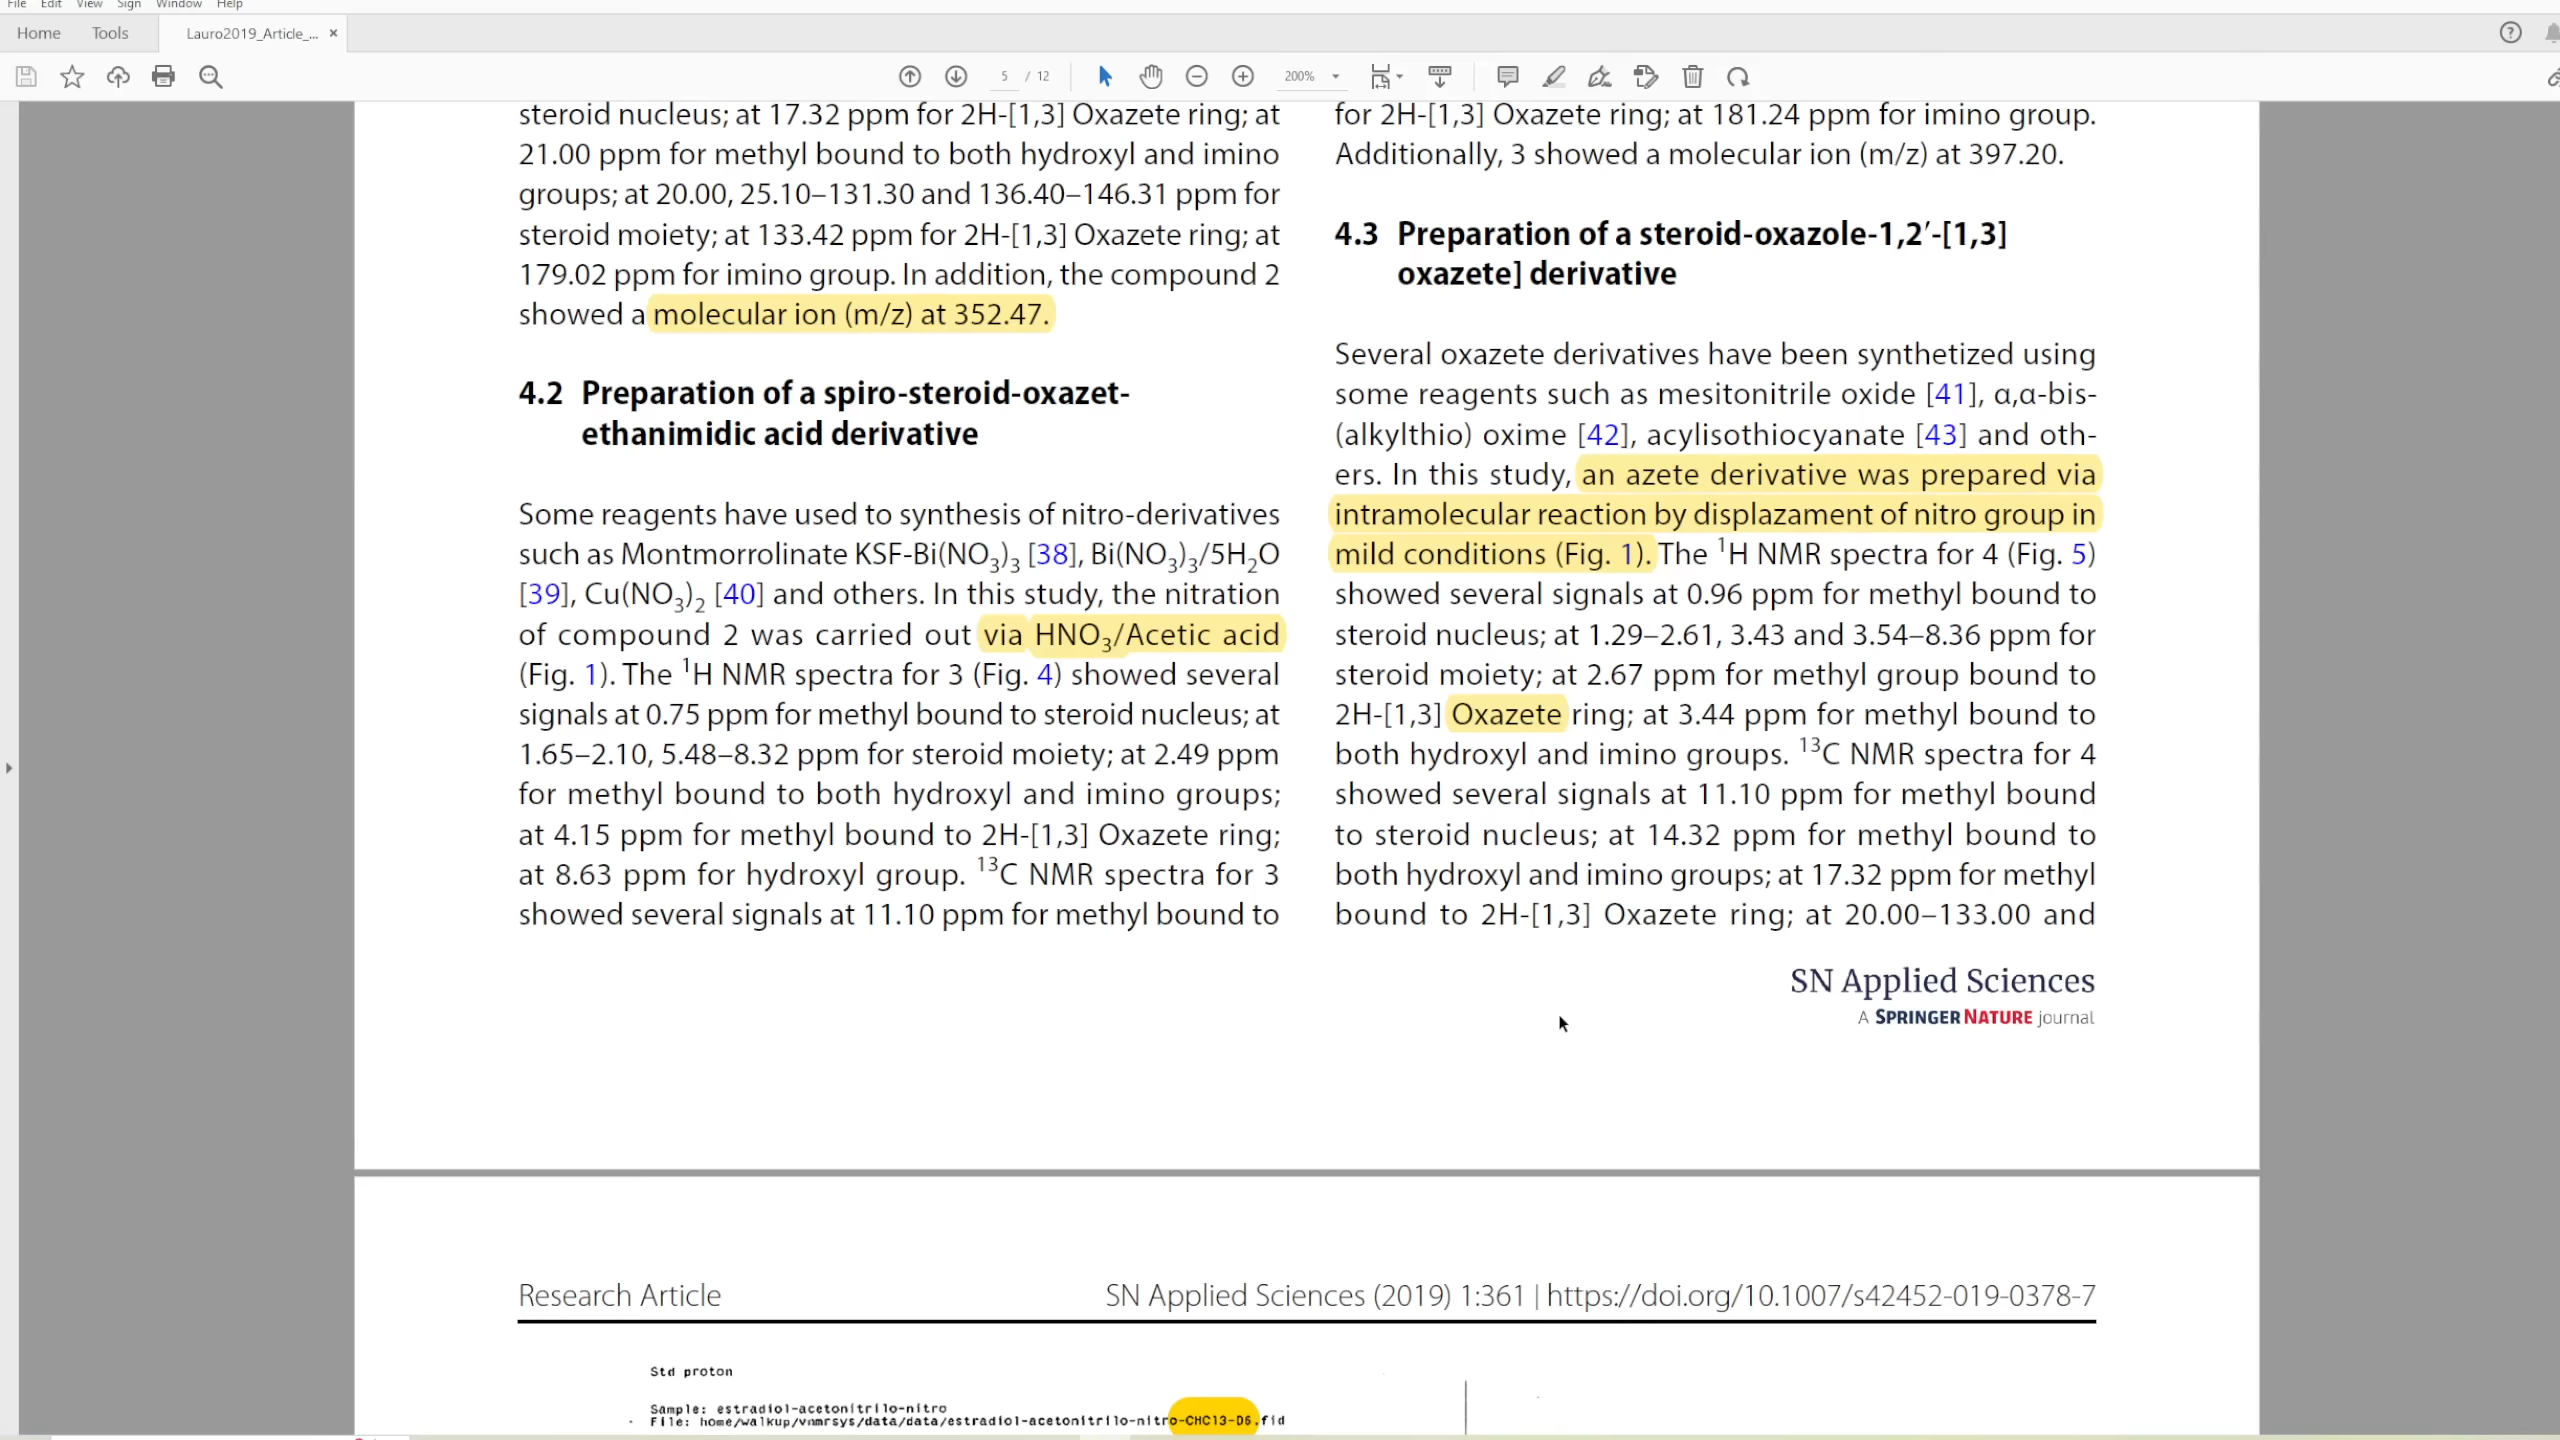 File Edit View Sign Window Help
Home Tools Lauro2019_Article_... ×
5 / 12 200%
steroid nucleus; at 17.32 ppm for 2H-[1,3] Oxazete ring; at
21.00 ppm for methyl bound to both hydroxyl and imino
groups; at 20.00, 25.10–131.30 and 136.40–146.31 ppm for
steroid moiety; at 133.42 ppm for 2H-[1,3] Oxazete ring; at
179.02 ppm for imino group. In addition, the compound 2
showed a molecular ion (m/z) at 352.47.
4.2 Preparation of a spiro-steroid-oxazet-
ethanimidic acid derivative
Some reagents have used to synthesis of nitro-derivatives
such as Montmorrolinate KSF-Bi(NO₃)₃ [38], Bi(NO₃)₃/5H₂O
[39], Cu(NO₃)₂ [40] and others. In this study, the nitration
of compound 2 was carried out via HNO₃/Acetic acid
(Fig. 1). The ¹H NMR spectra for 3 (Fig. 4) showed several
signals at 0.75 ppm for methyl bound to steroid nucleus; at
1.65–2.10, 5.48–8.32 ppm for steroid moiety; at 2.49 ppm
for methyl bound to both hydroxyl and imino groups;
at 4.15 ppm for methyl bound to 2H-[1,3] Oxazete ring;
at 8.63 ppm for hydroxyl group. ¹³C NMR spectra for 3
showed several signals at 11.10 ppm for methyl bound to
for 2H-[1,3] Oxazete ring; at 181.24 ppm for imino group.
Additionally, 3 showed a molecular ion (m/z) at 397.20.
4.3 Preparation of a steroid-oxazole-1,2′-[1,3]
oxazete] derivative
Several oxazete derivatives have been synthetized using
some reagents such as mesitonitrile oxide [41], α,α-bis-
(alkylthio) oxime [42], acylisothiocyanate [43] and oth-
ers. In this study, an azete derivative was prepared via
intramolecular reaction by displazament of nitro group in
mild conditions (Fig. 1). The ¹H NMR spectra for 4 (Fig. 5)
showed several signals at 0.96 ppm for methyl bound to
steroid nucleus; at 1.29–2.61, 3.43 and 3.54–8.36 ppm for
steroid moiety; at 2.67 ppm for methyl group bound to
2H-[1,3] Oxazete ring; at 3.44 ppm for methyl bound to
both hydroxyl and imino groups. ¹³C NMR spectra for 4
showed several signals at 11.10 ppm for methyl bound
to steroid nucleus; at 14.32 ppm for methyl bound to
both hydroxyl and imino groups; at 17.32 ppm for methyl
bound to 2H-[1,3] Oxazete ring; at 20.00–133.00 and
SN Applied Sciences
A SPRINGER NATURE journal
Research Article SN Applied Sciences (2019) 1:361 | https://doi.org/10.1007/s42452-019-0378-7
Std proton
Sample: estradiol-acetonitrilo-nitro
File: home/walkup/vnmrsys/data/data/estradiol-acetonitrilo-nitro-CHCl3-D6.fid